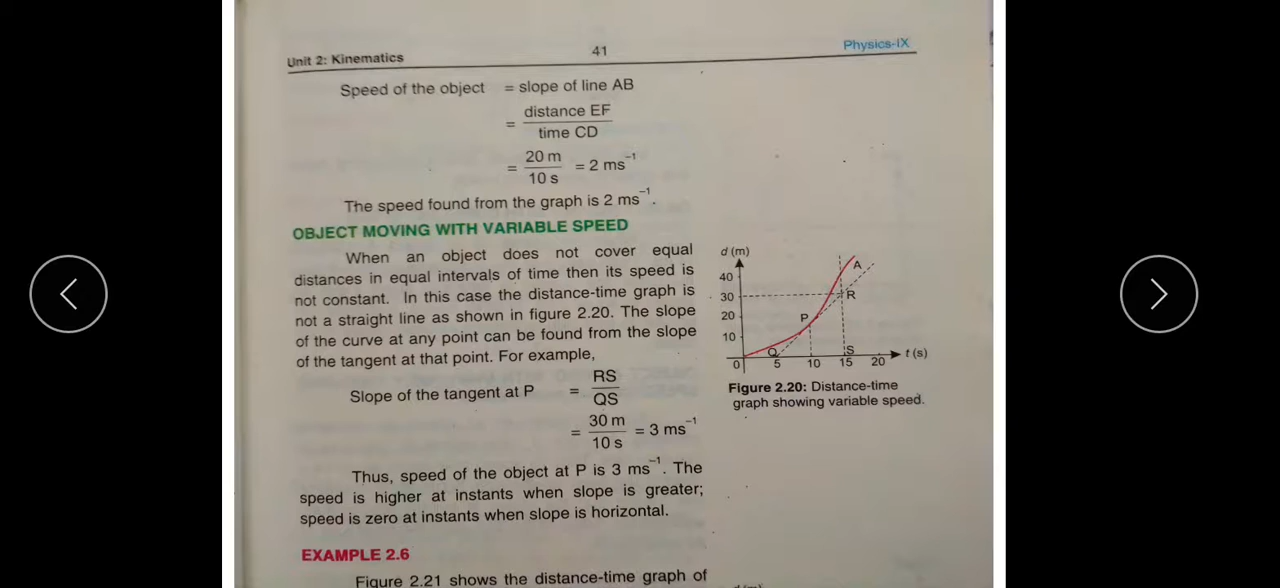 Unit 2: Kinematics 41 Physics-IX
Speed of the object = slope of line AB
= distance EF
time CD
= 20 m
10 s
= 2 ms⁻¹
The speed found from the graph is 2 ms⁻¹.
OBJECT MOVING WITH VARIABLE SPEED
When an object does not cover equal
distances in equal intervals of time then its speed is
not constant. In this case the distance-time graph is
not a straight line as shown in figure 2.20. The slope
of the curve at any point can be found from the slope
of the tangent at that point. For example,
Slope of the tangent at P = RS
QS
= 30 m
10 s
= 3 ms⁻¹
Thus, speed of the object at P is 3 ms⁻¹. The
speed is higher at instants when slope is greater;
speed is zero at instants when slope is horizontal.
EXAMPLE 2.6
Figure 2.21 shows the distance-time graph of
d (m)
40
30
20
10
0 5 10 15 20 t (s)
A
R
P
Q
S
Figure 2.20: Distance-time
graph showing variable speed.